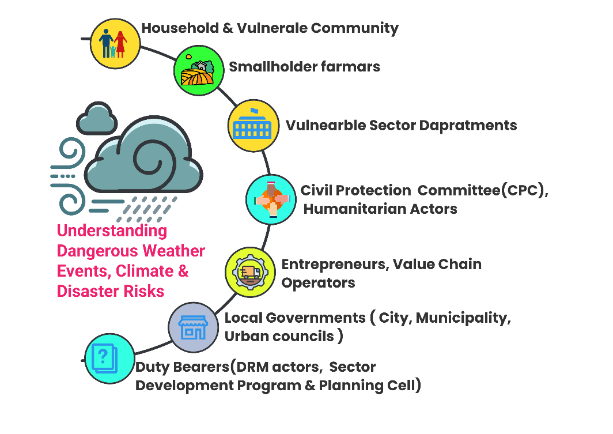 Household & Vulnerale Community
Smallholder farmars
Vulnearble Sector Dapratments
Civil Protection Committee(CPC),
Humanitarian Actors
Understanding
Dangerous Weather
Events, Climate &
Disaster Risks
Entrepreneurs, Value Chain
Operators
Local Governments ( City, Municipality,
Urban councils )
?
Duty Bearers(DRM actors, Sector
Development Program & Planning Cell)